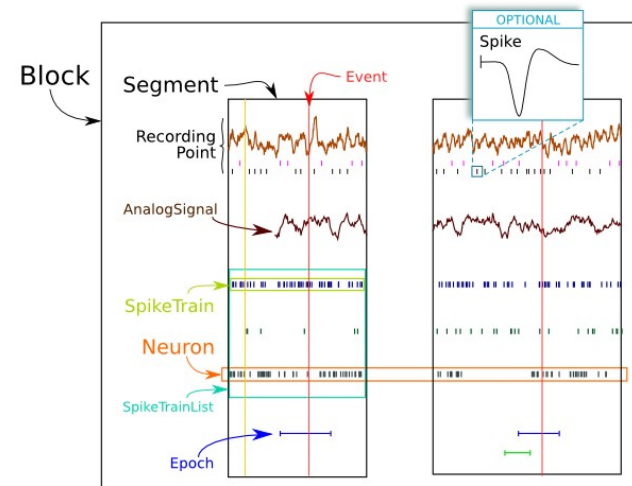 OPTIONAL
Spike
Block
Segment
Event
Recording
Point
AnalogSignal
SpikeTrain
Neuron
SpikeTrainList
Epoch